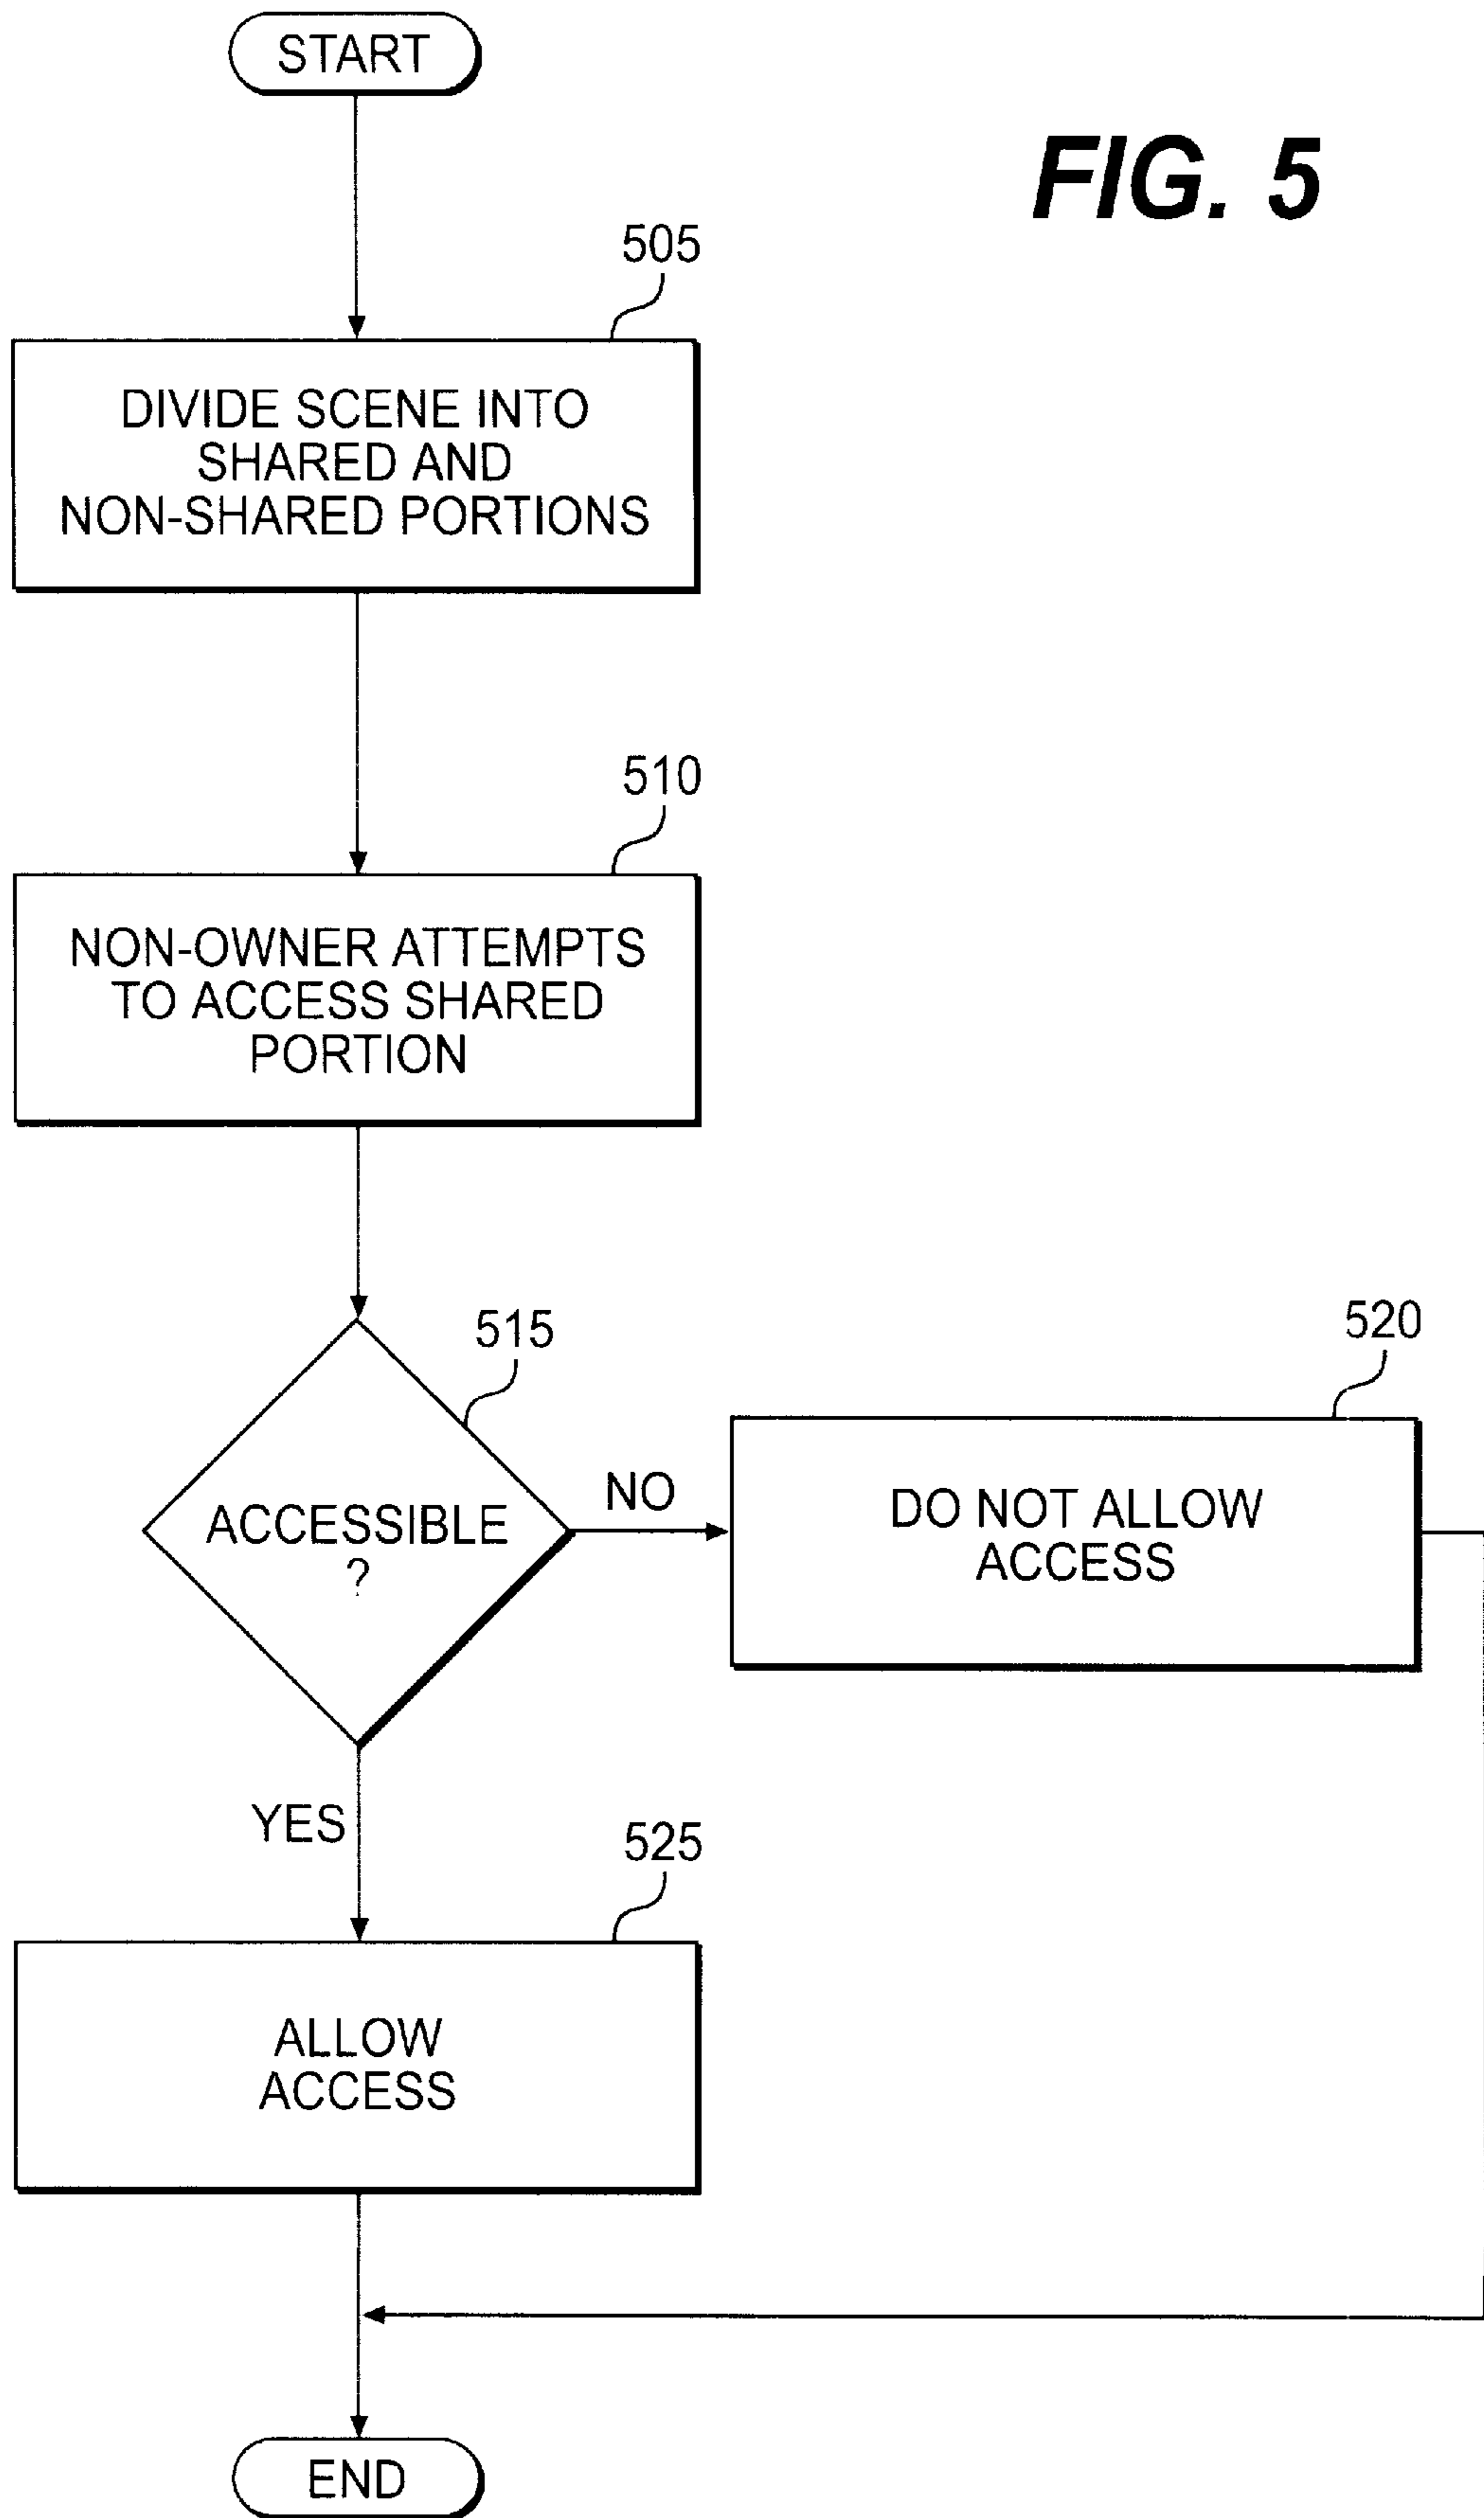 START
FIG. 5
505
DIVIDE SCENE INTO
SHARED AND
NON-SHARED PORTIONS
510
NON-OWNER ATTEMPTS
TO ACCESS SHARED
PORTION
515
ACCESSIBLE
?
NO
520
DO NOT ALLOW
ACCESS
YES
525
ALLOW
ACCESS
END